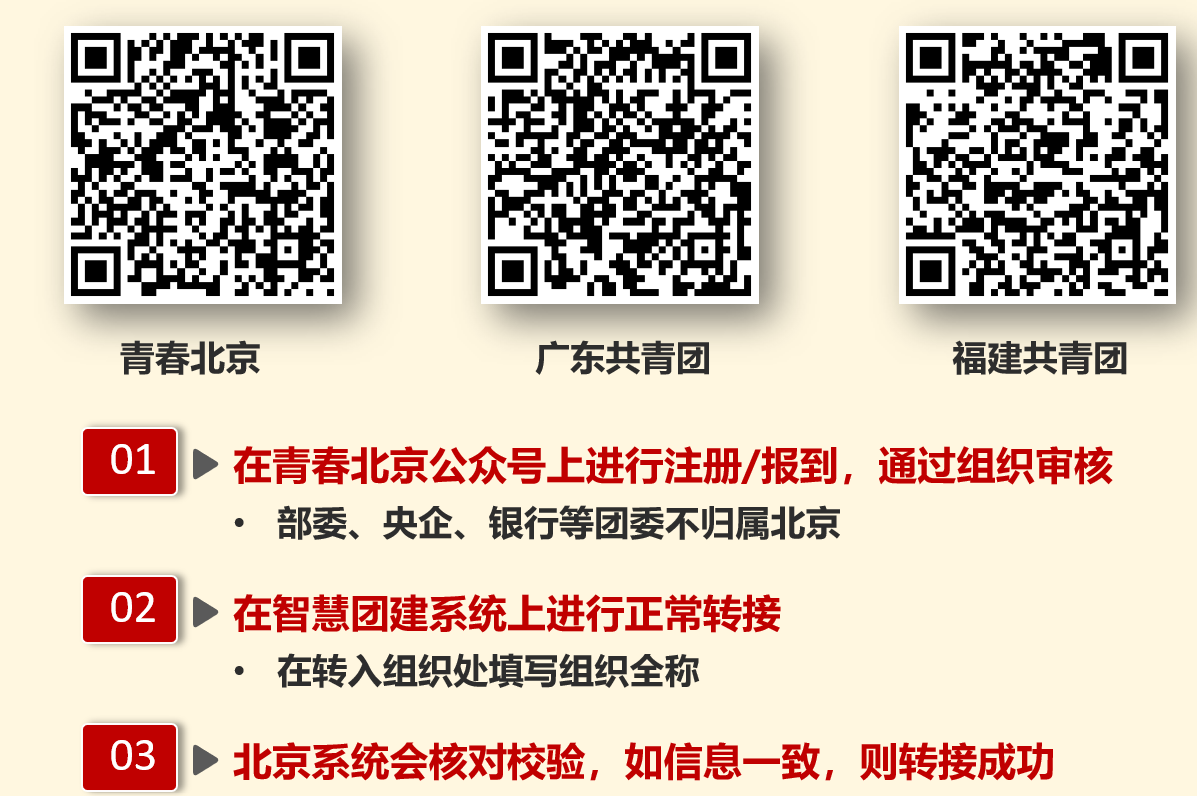 青春北京
广东共青团
福建共青团
01
在青春北京公众号上进行注册/报到，通过组织审核
• 部委、央企、银行等团委不归属北京
02
在智慧团建系统上进行正常转接
• 在转入组织处填写组织全称
03
北京系统会核对校验，如信息一致，则转接成功